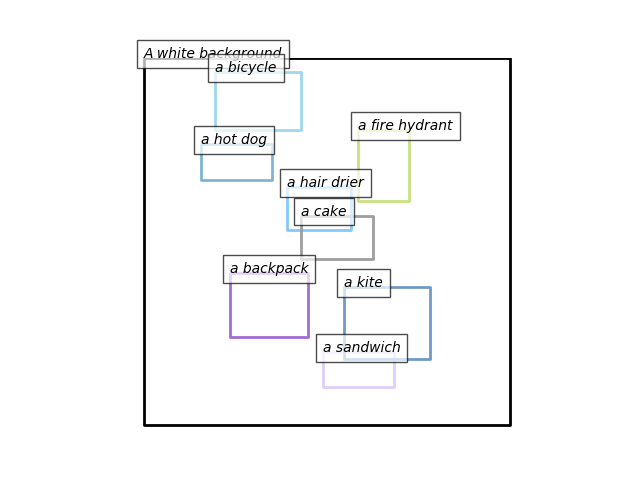 A white background
a bicycle
a fire hydrant
a hot dog
a hair drier
a cake
a backpack
a kite
a sandwich